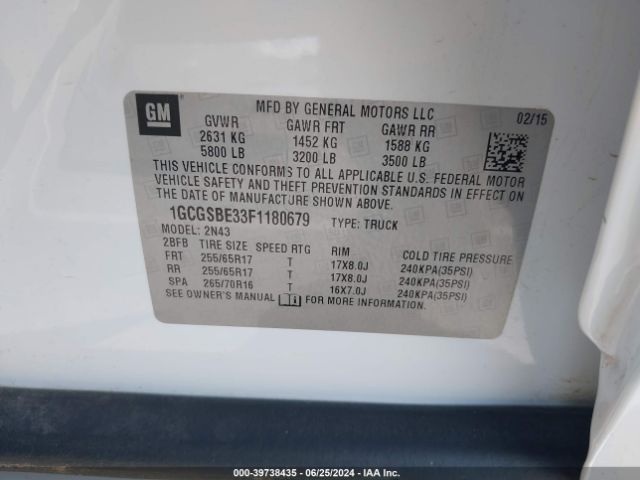 GM
MFD BY GENERAL MOTORS LLC
02/15
GVWR GAWR FRT GAWR RR
2631 KG 1452 KG 1588 KG
5800 LB 3200 LB 3500 LB
THIS VEHICLE CONFORMS TO ALL APPLICABLE U.S. FEDERAL MOTOR
VEHICLE SAFETY AND THEFT PREVENTION STANDARDS IN EFFECT ON
THE DATE OF MANUFACTURE SHOWN ABOVE.
1GCGSBE33F1180679 TYPE: TRUCK
MODEL: 2N43
2BFB TIRE SIZE SPEED RTG RIM COLD TIRE PRESSURE
FRT 255/65R17 T 17X8.0J 240KPA(35PSI)
RR 255/65R17 T 17X8.0J 240KPA(35PSI)
SPA 265/70R16 T 16X7.0J 240KPA(35PSI)
SEE OWNER'S MANUAL FOR MORE INFORMATION.
000-39738435 - 06/25/2024 - IAA